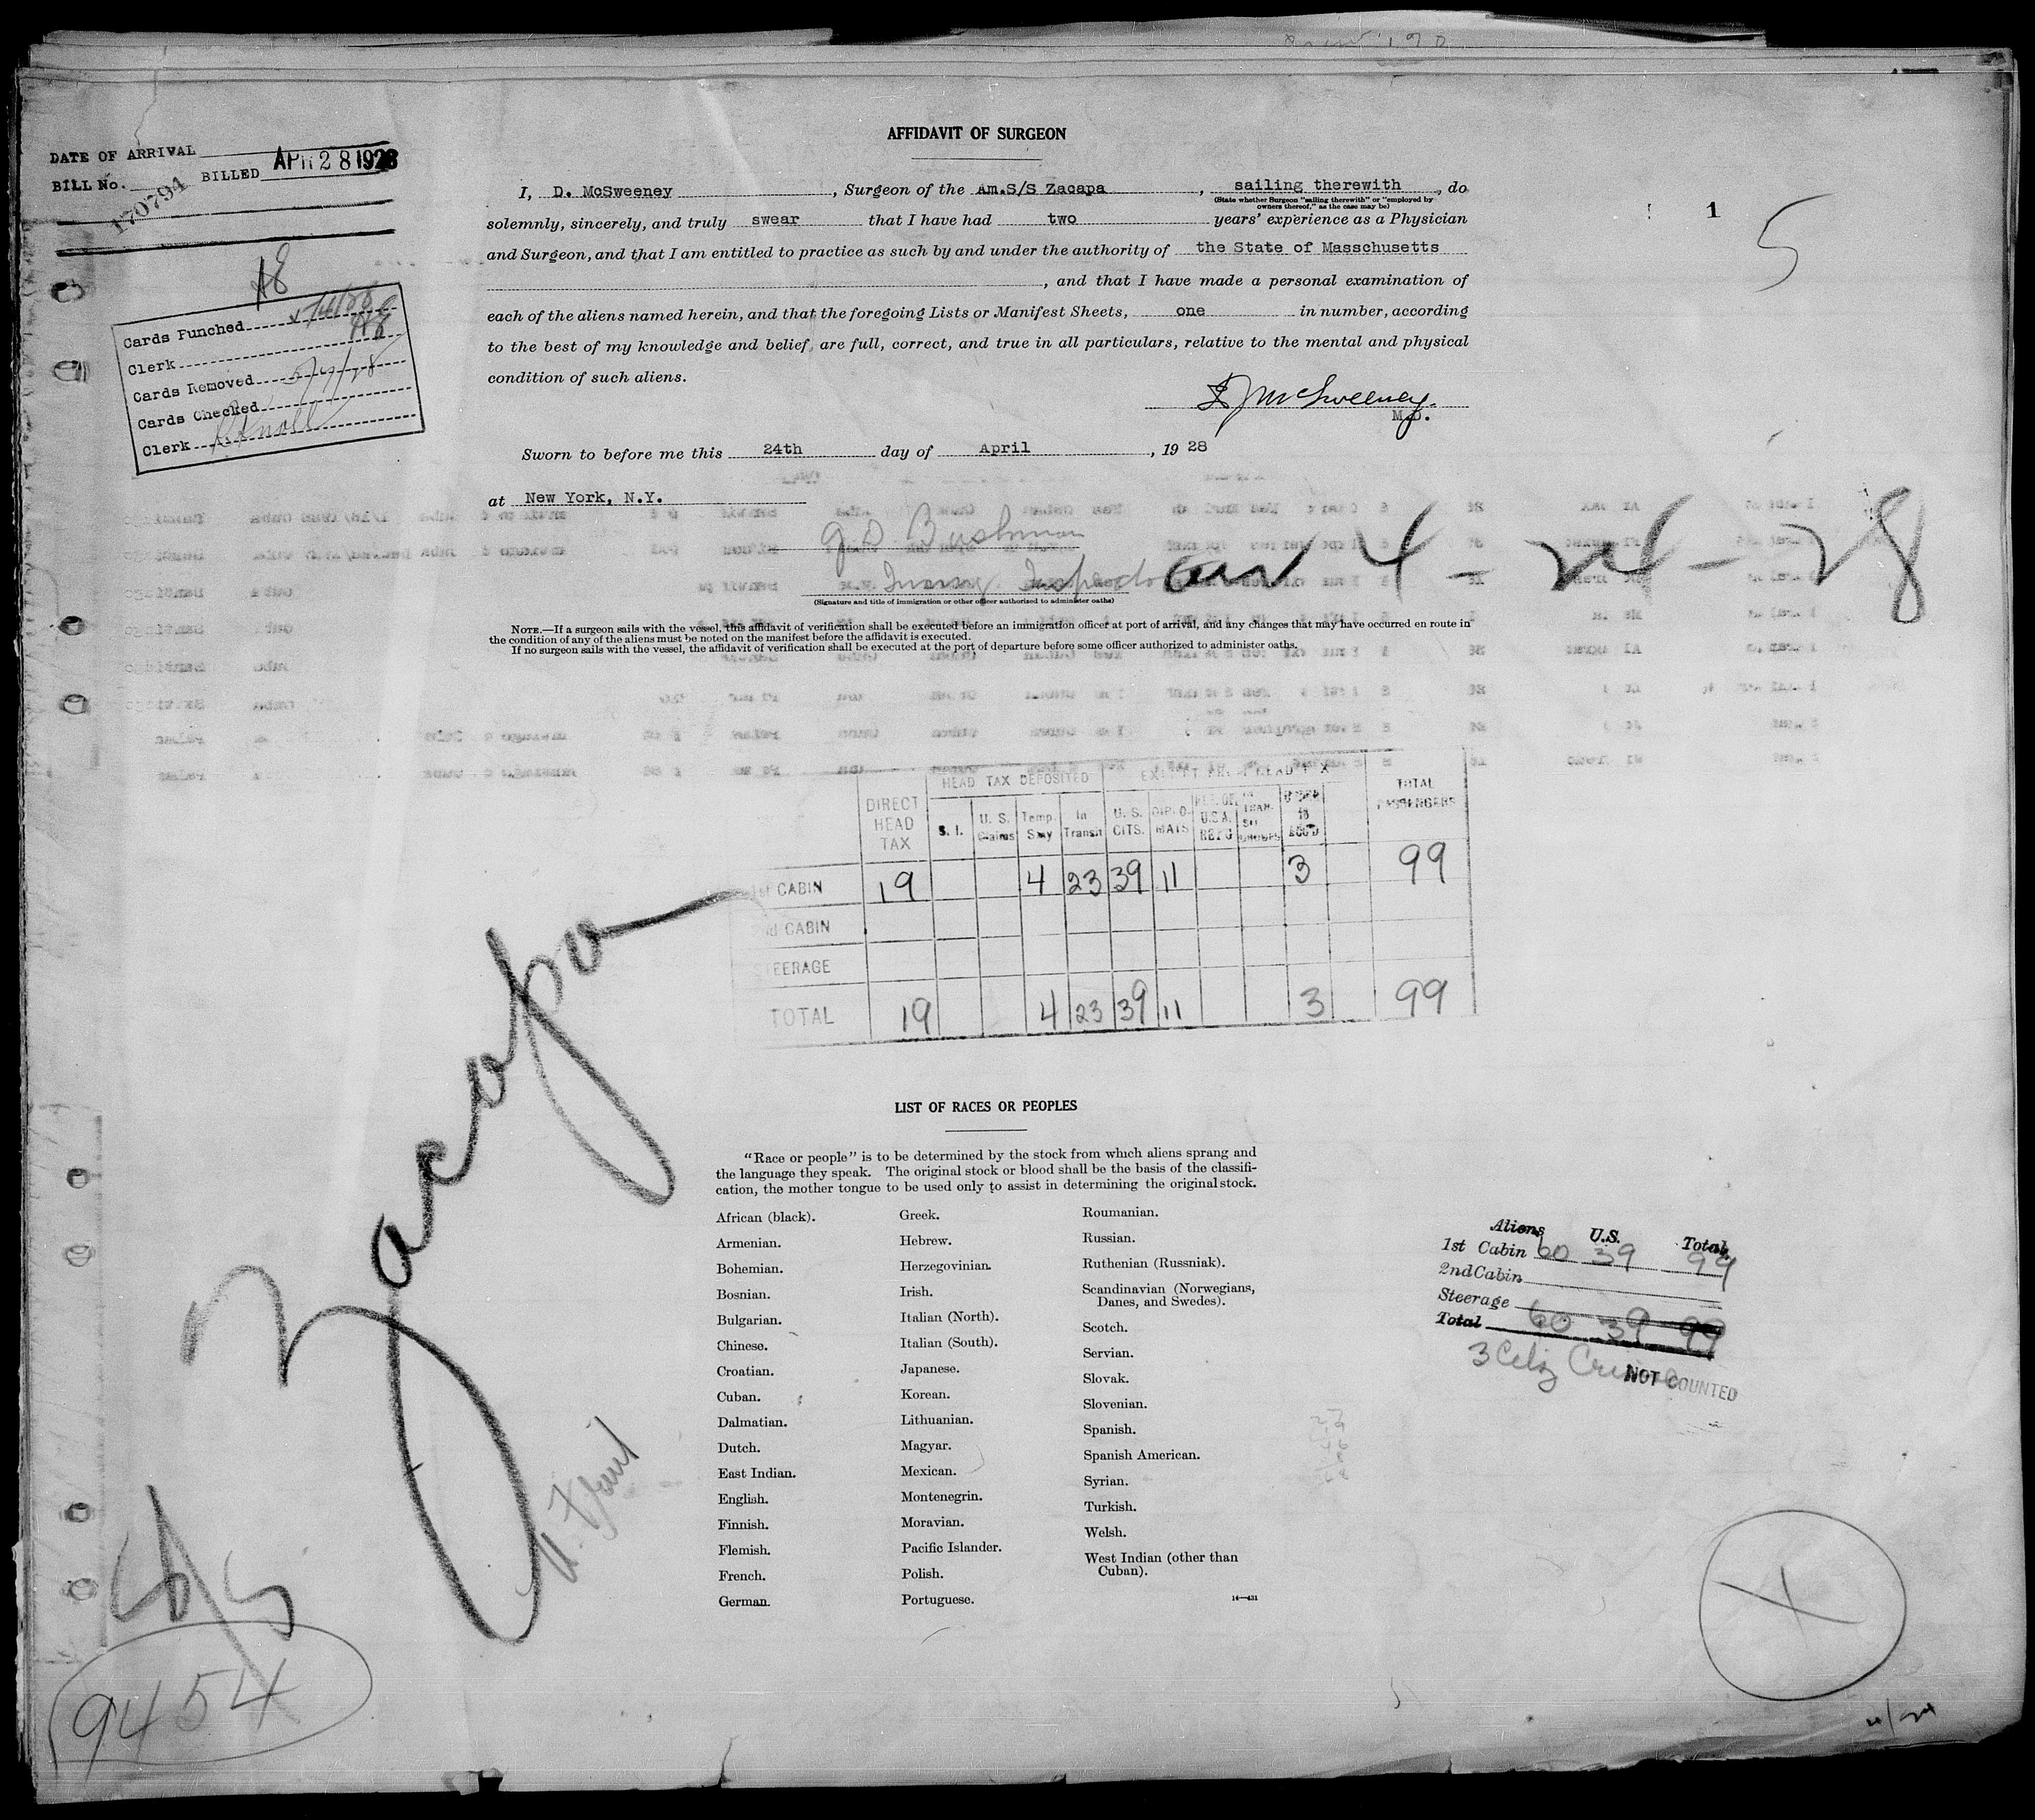 AFFIDAVIT OF SURGEON
DATE OF ARRIVAL
BILL No. 170794 BILLED APR 28 1928
I, D. McSweeney, Surgeon of the Am.S/S Zacapa, sailing therewith, do
(State whether Surgeon "sailing therewith" or "employed by
owners thereof," as the case may be)
solemnly, sincerely, and truly swear that I have had two years' experience as a Physician
and Surgeon, and that I am entitled to practice as such by and under the authority of the State of Masschusetts
, and that I have made a personal examination of
each of the aliens named herein, and that the foregoing Lists or Manifest Sheets, one in number, according
to the best of my knowledge and belief, are full, correct, and true in all particulars, relative to the mental and physical
condition of such aliens.
McSweeney
M.D.
1
5
Cards Punched
Clerk
Cards Removed
Cards Checked
Clerk
Sworn to before me this 24th day of April, 1928
at New York, N.Y.
G. D. Bushman
Immig. Inspector
arr 4-24-28
(Signature and title of immigration or other officer authorized to administer oaths)
NOTE.—If a surgeon sails with the vessel, this affidavit of verification shall be executed before an immigration officer at port of arrival, and any changes that may have occurred en route in
the condition of any of the aliens must be noted on the manifest before the affidavit is executed.
If no surgeon sails with the vessel, the affidavit of verification shall be executed at the port of departure before some officer authorized to administer oaths.
HEAD TAX DEPOSITED EXEMPT FROM HEAD TAX
DIRECT HEAD TAX S. I. U. S. Claims Temp. Stay In Transit U. S. CITS. DIPLOMATS TOTAL PASSENGERS
1st CABIN 19 4 23 39 11 3 99
2nd CABIN
STEERAGE
TOTAL 19 4 23 39 11 3 99
Zacapa
LIST OF RACES OR PEOPLES
"Race or people" is to be determined by the stock from which aliens sprang and
the language they speak. The original stock or blood shall be the basis of the classifi-
cation, the mother tongue to be used only to assist in determining the original stock.
African (black).
Armenian.
Bohemian.
Bosnian.
Bulgarian.
Chinese.
Croatian.
Cuban.
Dalmatian.
Dutch.
East Indian.
English.
Finnish.
Flemish.
French.
German.
Greek.
Hebrew.
Herzegovinian.
Irish.
Italian (North).
Italian (South).
Japanese.
Korean.
Lithuanian.
Magyar.
Mexican.
Montenegrin.
Moravian.
Pacific Islander.
Polish.
Portuguese.
Roumanian.
Russian.
Ruthenian (Russniak).
Scandinavian (Norwegians,
Danes, and Swedes).
Scotch.
Servian.
Slovak.
Slovenian.
Spanish.
Spanish American.
Syrian.
Turkish.
Welsh.
West Indian (other than
Cuban).
14—431
Aliens U.S. Total
1st Cabin 60 39 99
2nd Cabin
Steerage
Total 60 39 99
NOT COUNTED
9454
4/24